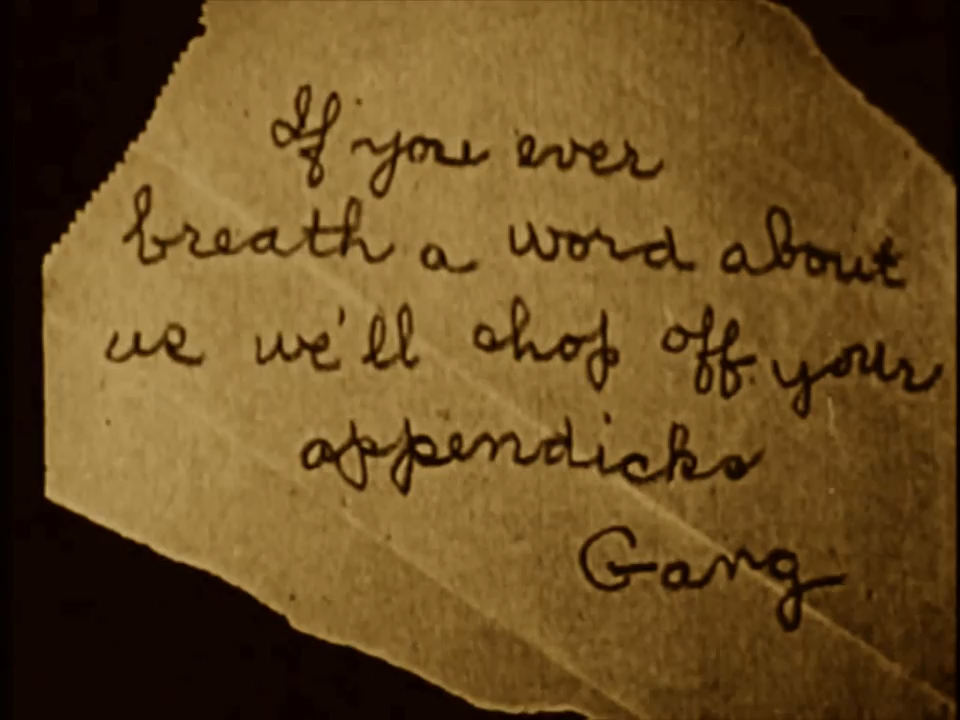 If you ever
breath a word about
us we'll chop off your
appendicks
Gang